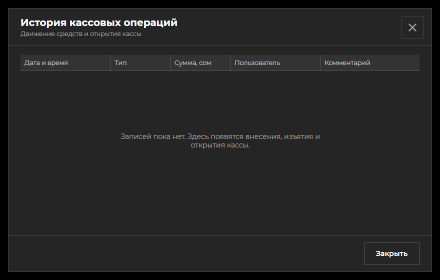 История кассовых операций
Движение средств и открытия кассы
Дата и время Тип Сумма, сом Пользователь Комментарий
Записей пока нет. Здесь появятся внесения, изъятия и
открытия кассы.
Закрыть